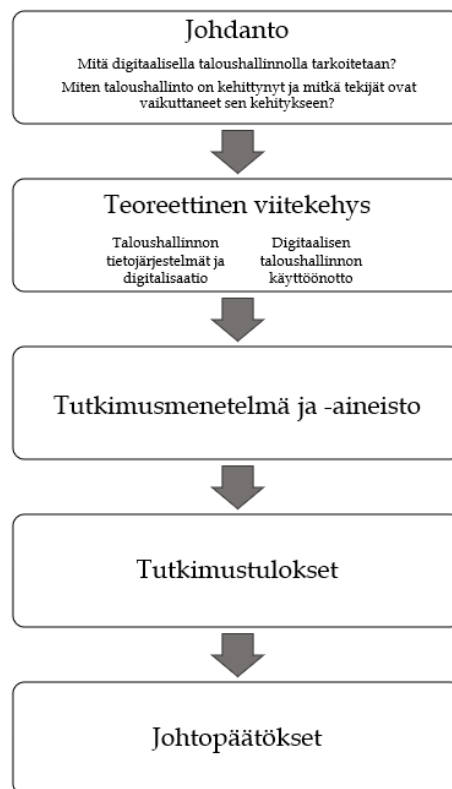 Johdanto
Mitä digitaalisella taloushallinnolla tarkoitetaan?
Miten taloushallinto on kehittynyt ja mitkä tekijät ovat
vaikuttaneet sen kehitykseen?
Teoreettinen viitekehys
Taloushallinnon
tietojärjestelmät ja
digitalisaatio
Digitaalisen
taloushallinnon
käyttöönotto
Tutkimusmenetelmä ja -aineisto
Tutkimustulokset
Johtopäätökset